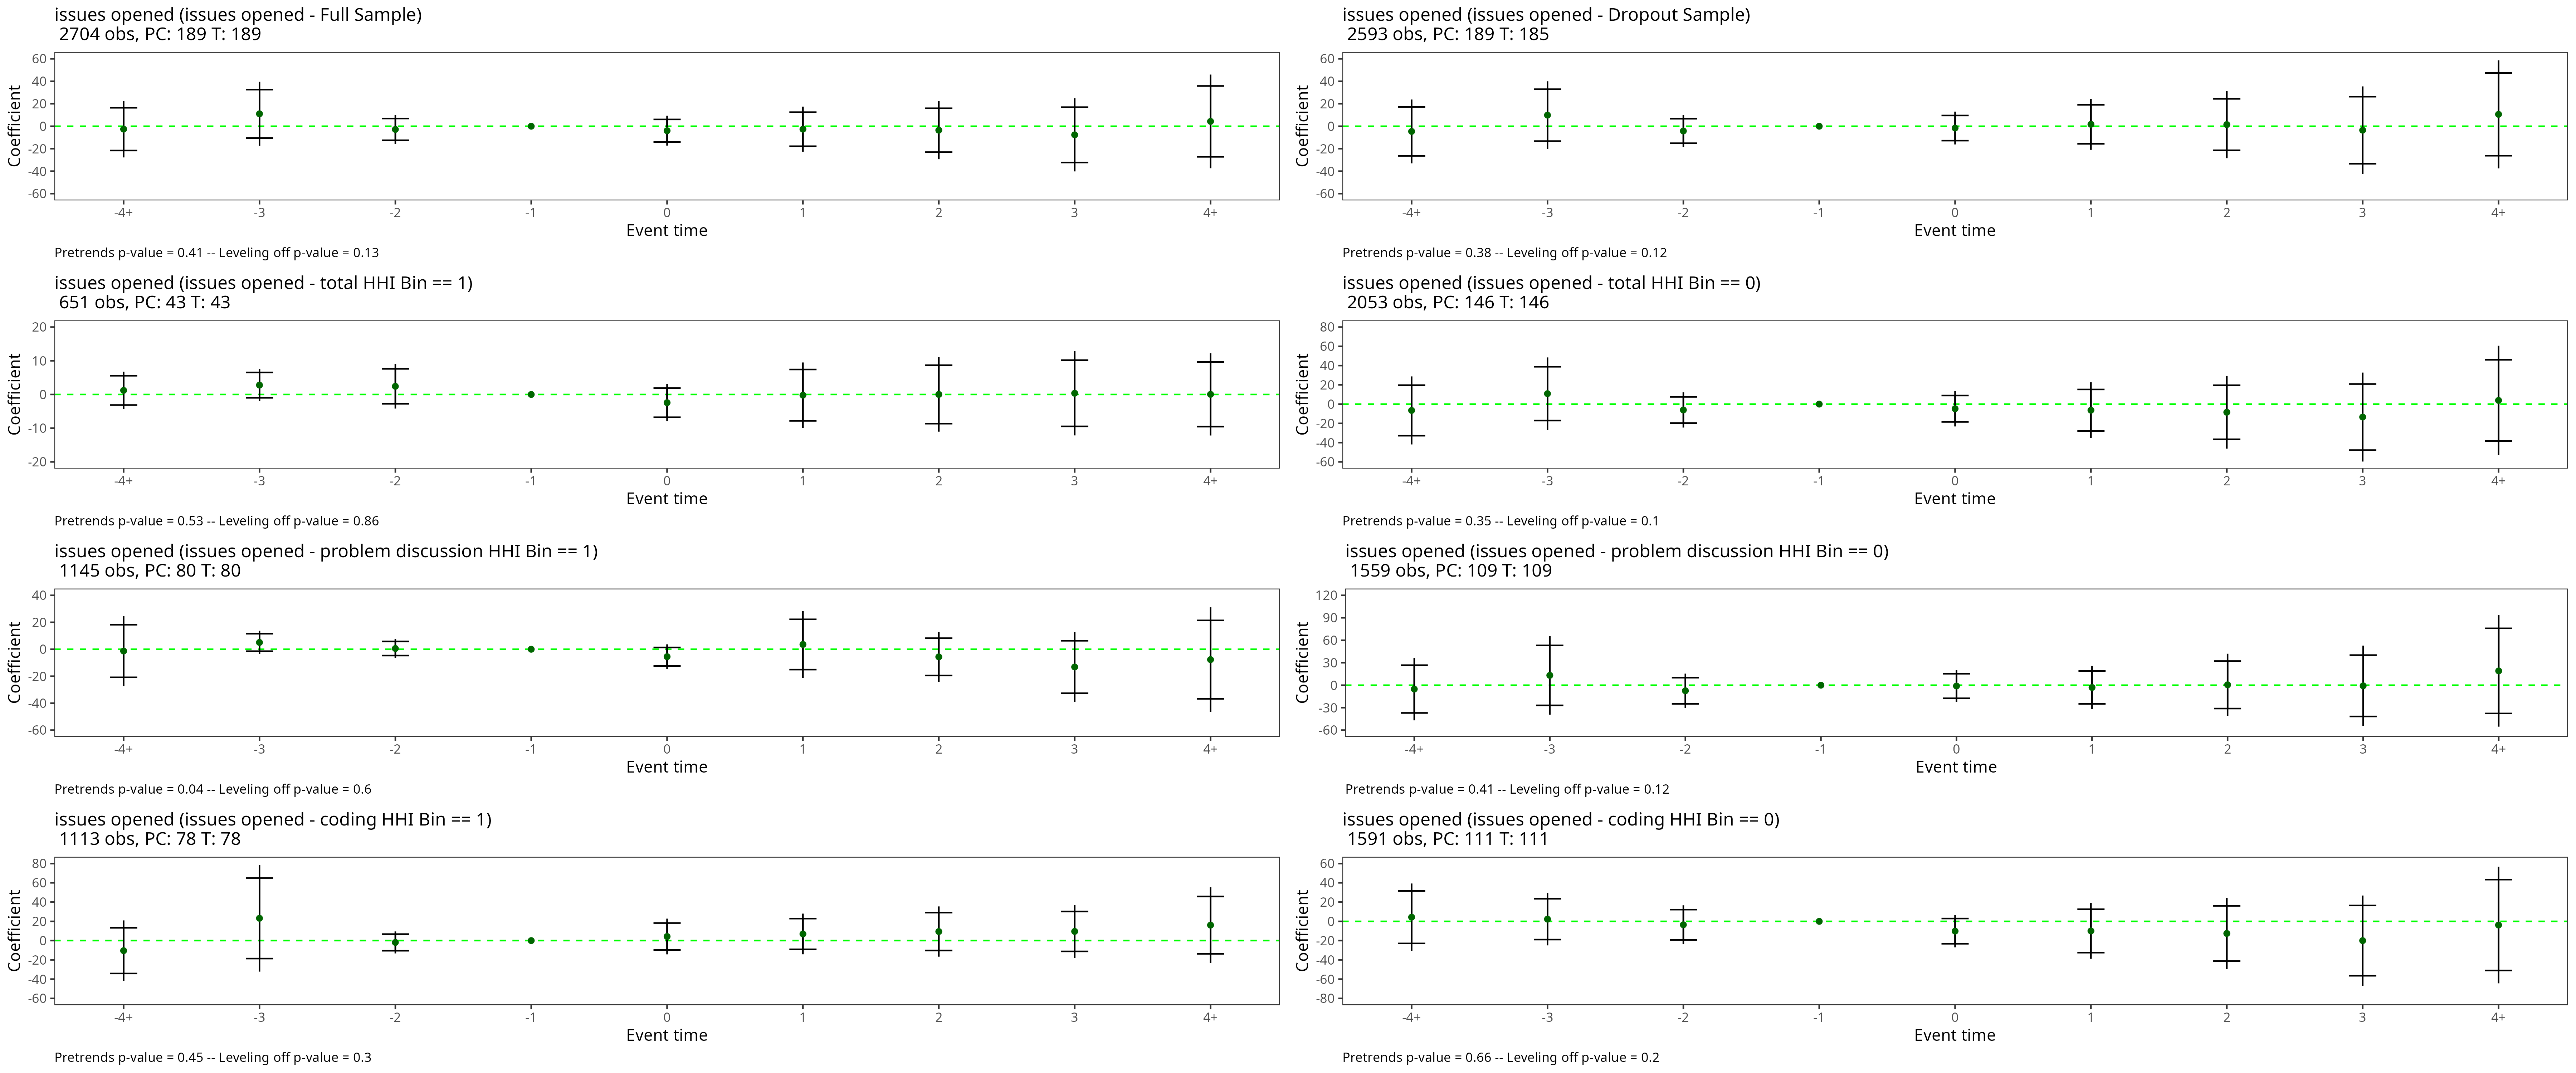 issues opened (issues opened - Full Sample)
2704 obs, PC: 189 T: 189
60
40
20
0
-20
-40
-60
Coefficient
-4+ -3 -2 -1 0 1 2 3 4+
Event time
Pretrends p-value = 0.41 -- Leveling off p-value = 0.13
issues opened (issues opened - Dropout Sample)
2593 obs, PC: 189 T: 185
60
40
20
0
-20
-40
-60
Coefficient
-4+ -3 -2 -1 0 1 2 3 4+
Event time
Pretrends p-value = 0.38 -- Leveling off p-value = 0.12
issues opened (issues opened - total HHI Bin == 1)
651 obs, PC: 43 T: 43
20
10
0
-10
-20
Coefficient
-4+ -3 -2 -1 0 1 2 3 4+
Event time
Pretrends p-value = 0.53 -- Leveling off p-value = 0.86
issues opened (issues opened - total HHI Bin == 0)
2053 obs, PC: 146 T: 146
80
60
40
20
0
-20
-40
-60
Coefficient
-4+ -3 -2 -1 0 1 2 3 4+
Event time
Pretrends p-value = 0.35 -- Leveling off p-value = 0.1
issues opened (issues opened - problem discussion HHI Bin == 1)
1145 obs, PC: 80 T: 80
40
20
0
-20
-40
-60
Coefficient
-4+ -3 -2 -1 0 1 2 3 4+
Event time
Pretrends p-value = 0.04 -- Leveling off p-value = 0.6
issues opened (issues opened - problem discussion HHI Bin == 0)
1559 obs, PC: 109 T: 109
120
90
60
30
0
-30
-60
Coefficient
-4+ -3 -2 -1 0 1 2 3 4+
Event time
Pretrends p-value = 0.41 -- Leveling off p-value = 0.12
issues opened (issues opened - coding HHI Bin == 1)
1113 obs, PC: 78 T: 78
80
60
40
20
0
-20
-40
-60
Coefficient
-4+ -3 -2 -1 0 1 2 3 4+
Event time
Pretrends p-value = 0.45 -- Leveling off p-value = 0.3
issues opened (issues opened - coding HHI Bin == 0)
1591 obs, PC: 111 T: 111
60
40
20
0
-20
-40
-60
-80
Coefficient
-4+ -3 -2 -1 0 1 2 3 4+
Event time
Pretrends p-value = 0.66 -- Leveling off p-value = 0.2